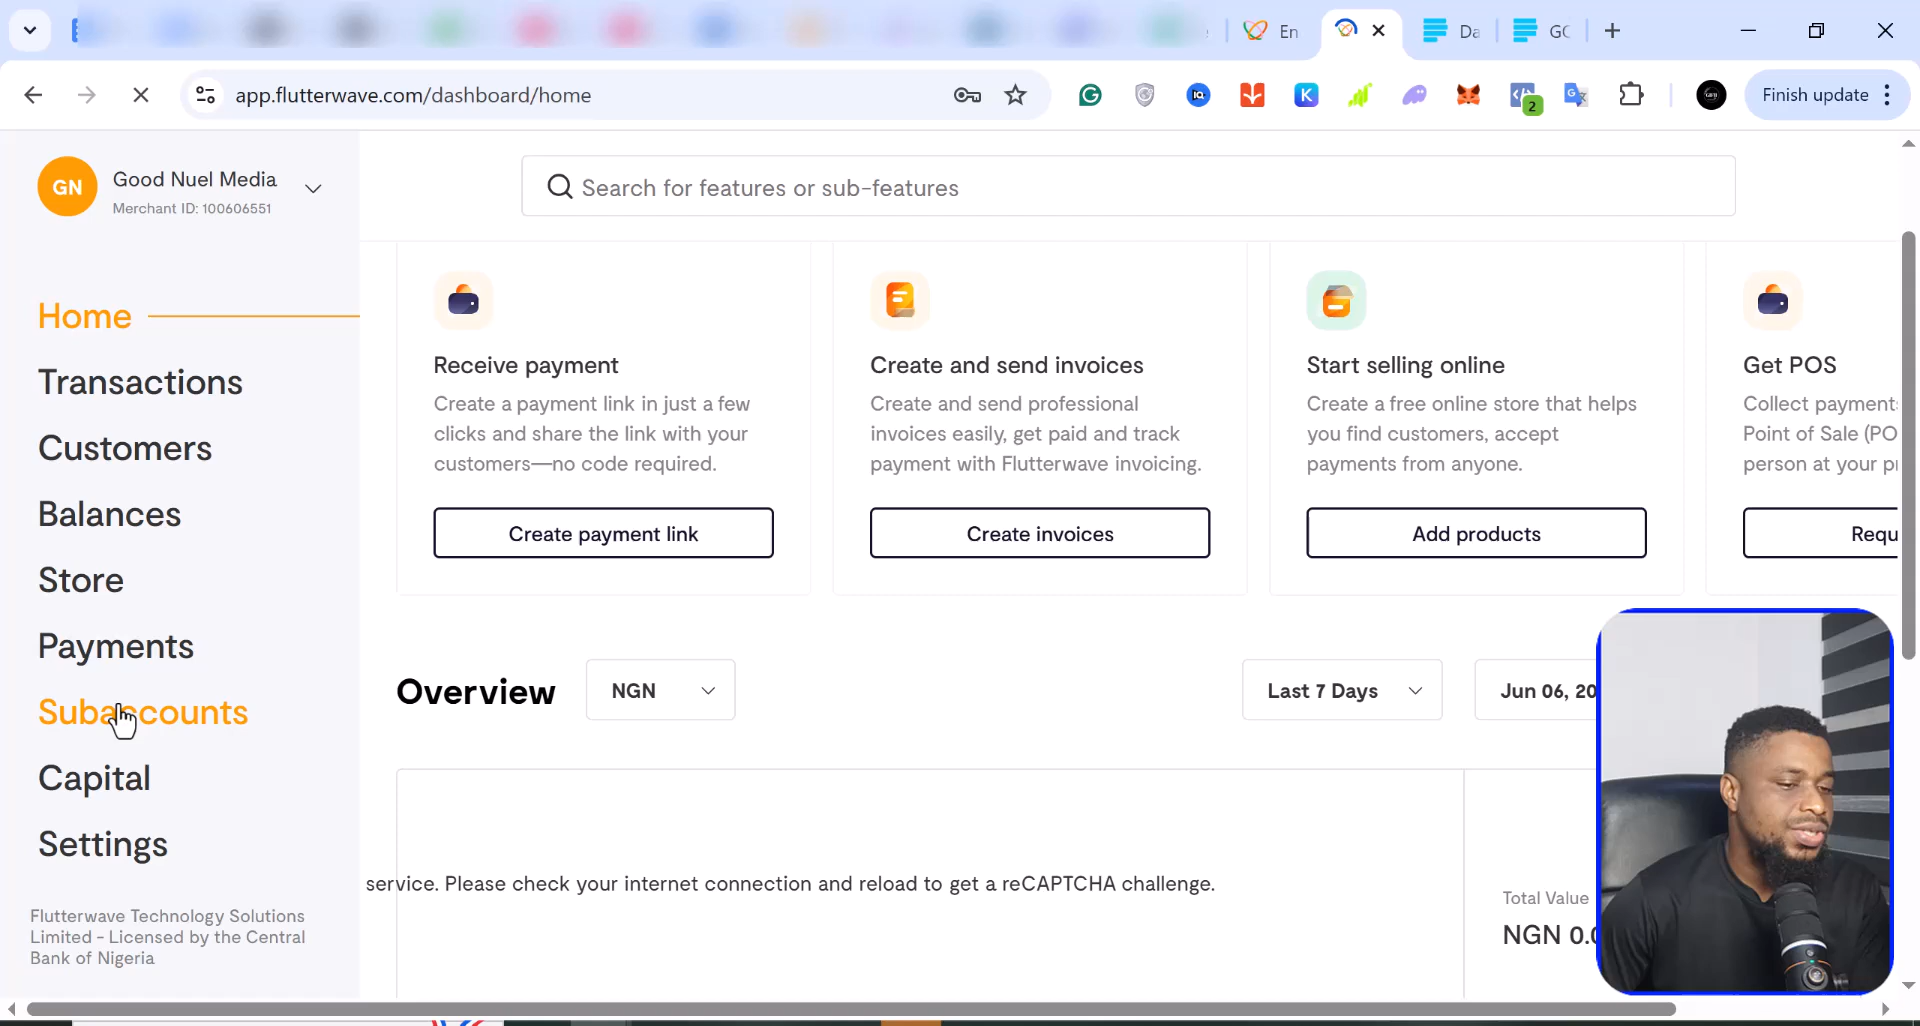 En
Da
GC
app.flutterwave.com/dashboard/home
2
Finish update
GN
Good Nuel Media
Merchant ID: 100606551
Search for features or sub-features
Home
Transactions
Customers
Balances
Store
Payments
Subaccounts
Capital
Settings
Flutterwave Technology Solutions
Limited - Licensed by the Central
Bank of Nigeria
Receive payment
Create a payment link in just a few
clicks and share the link with your
customers—no code required.
Create payment link
Create and send invoices
Create and send professional
invoices easily, get paid and track
payment with Flutterwave invoicing.
Create invoices
Start selling online
Create a free online store that helps
you find customers, accept
payments from anyone.
Add products
Get POS
Collect payment
Point of Sale (PO
person at your p
Requ
Overview
NGN
Last 7 Days
Jun 06, 20
service. Please check your internet connection and reload to get a reCAPTCHA challenge.
Total Value
NGN 0.0